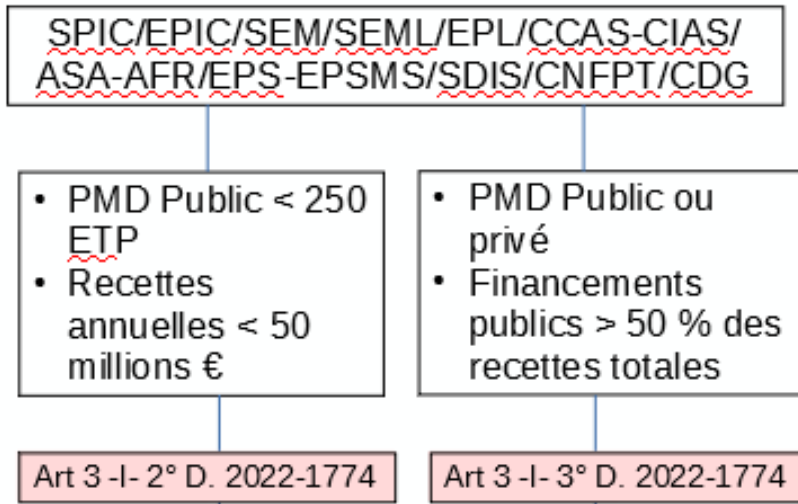 SPIC/EPIC/SEM/SEML/EPL/CCAS-CIAS/
ASA-AFR/EPS-EPSMS/SDIS/CNFPT/CDG
• PMD Public < 250
ETP
• Recettes
annuelles < 50
millions €
• PMD Public ou
privé
• Financements
publics > 50 % des
recettes totales
Art 3 -I- 2° D. 2022-1774
Art 3 -I- 3° D. 2022-1774